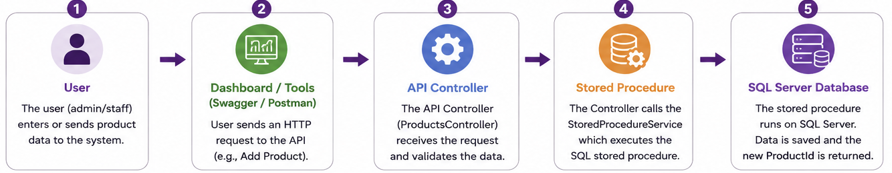 1
User
The user (admin/staff)
enters or sends product
data to the system.
2
Dashboard / Tools
(Swagger / Postman)
User sends an HTTP
request to the API
(e.g., Add Product).
3
API Controller
The API Controller
(ProductsController)
receives the request
and validates the data.
4
Stored Procedure
The Controller calls the
StoredProcedureService
which executes the
SQL stored procedure.
5
SQL Server Database
The stored procedure
runs on SQL Server.
Data is saved and the
new ProductId is returned.